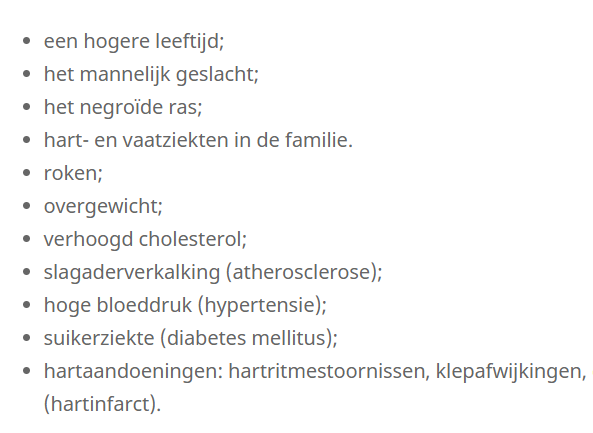 • een hogere leeftijd;
• het mannelijk geslacht;
• het negroïde ras;
• hart- en vaatziekten in de familie.
• roken;
• overgewicht;
• verhoogd cholesterol;
• slagaderverkalking (atherosclerose);
• hoge bloeddruk (hypertensie);
• suikerziekte (diabetes mellitus);
• hartaandoeningen: hartritmestoornissen, klepafwijkingen,
(hartinfarct).